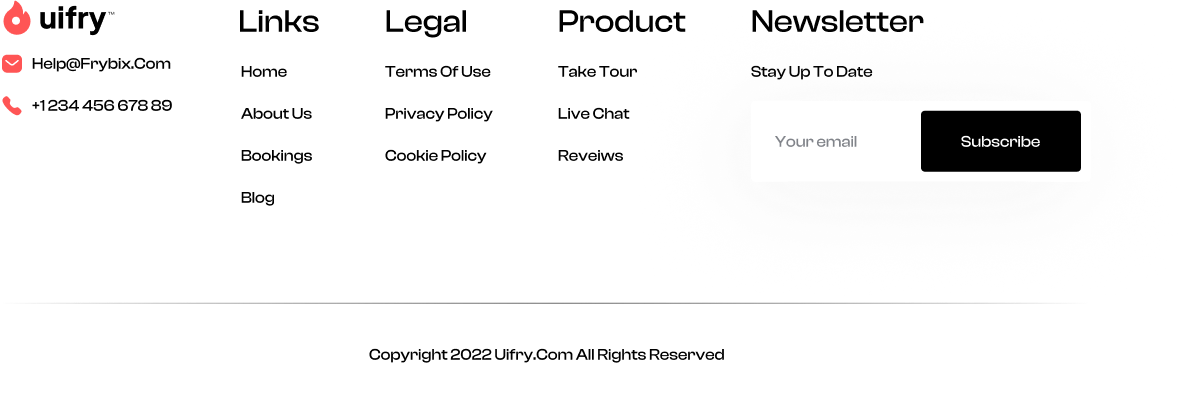 uifry™
Help@Frybix.Com
+1 234 456 678 89
Links
Home
About Us
Bookings
Blog
Legal
Terms Of Use
Privacy Policy
Cookie Policy
Product
Take Tour
Live Chat
Reveiws
Newsletter
Stay Up To Date
Your email
Subscribe
Copyright 2022 Uifry.Com All Rights Reserved